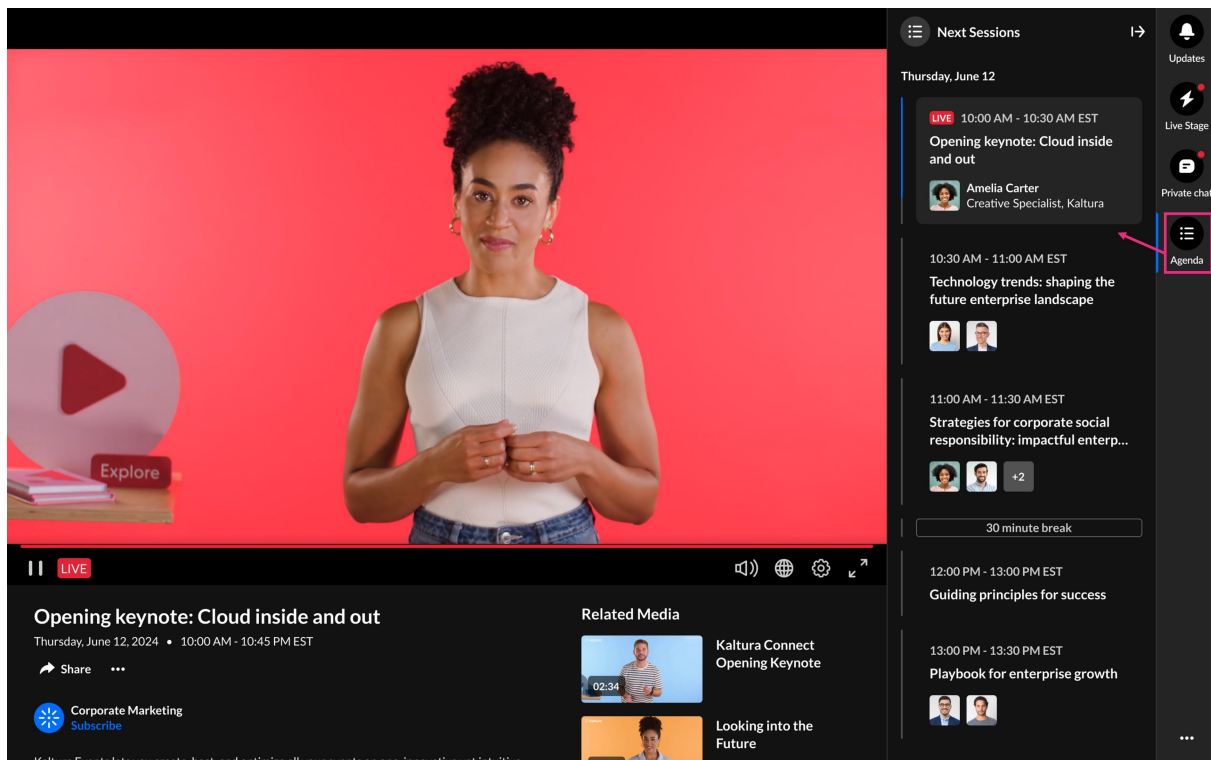 Explore
LIVE
Opening keynote: Cloud inside and out
Thursday, June 12, 2024 • 10:00 AM - 10:45 PM EST
Share
Corporate Marketing
Subscribe
Related Media
02:34
Kaltura Connect
Opening Keynote
Looking into the
Future
Next Sessions
Thursday, June 12
LIVE 10:00 AM - 10:30 AM EST
Opening keynote: Cloud inside
and out
Amelia Carter
Creative Specialist, Kaltura
10:30 AM - 11:00 AM EST
Technology trends: shaping the
future enterprise landscape
11:00 AM - 11:30 AM EST
Strategies for corporate social
responsibility: impactful enterp...
+2
30 minute break
12:00 PM - 13:00 PM EST
Guiding principles for success
13:00 PM - 13:30 PM EST
Playbook for enterprise growth
Updates
Live Stage
Private chat
Agenda